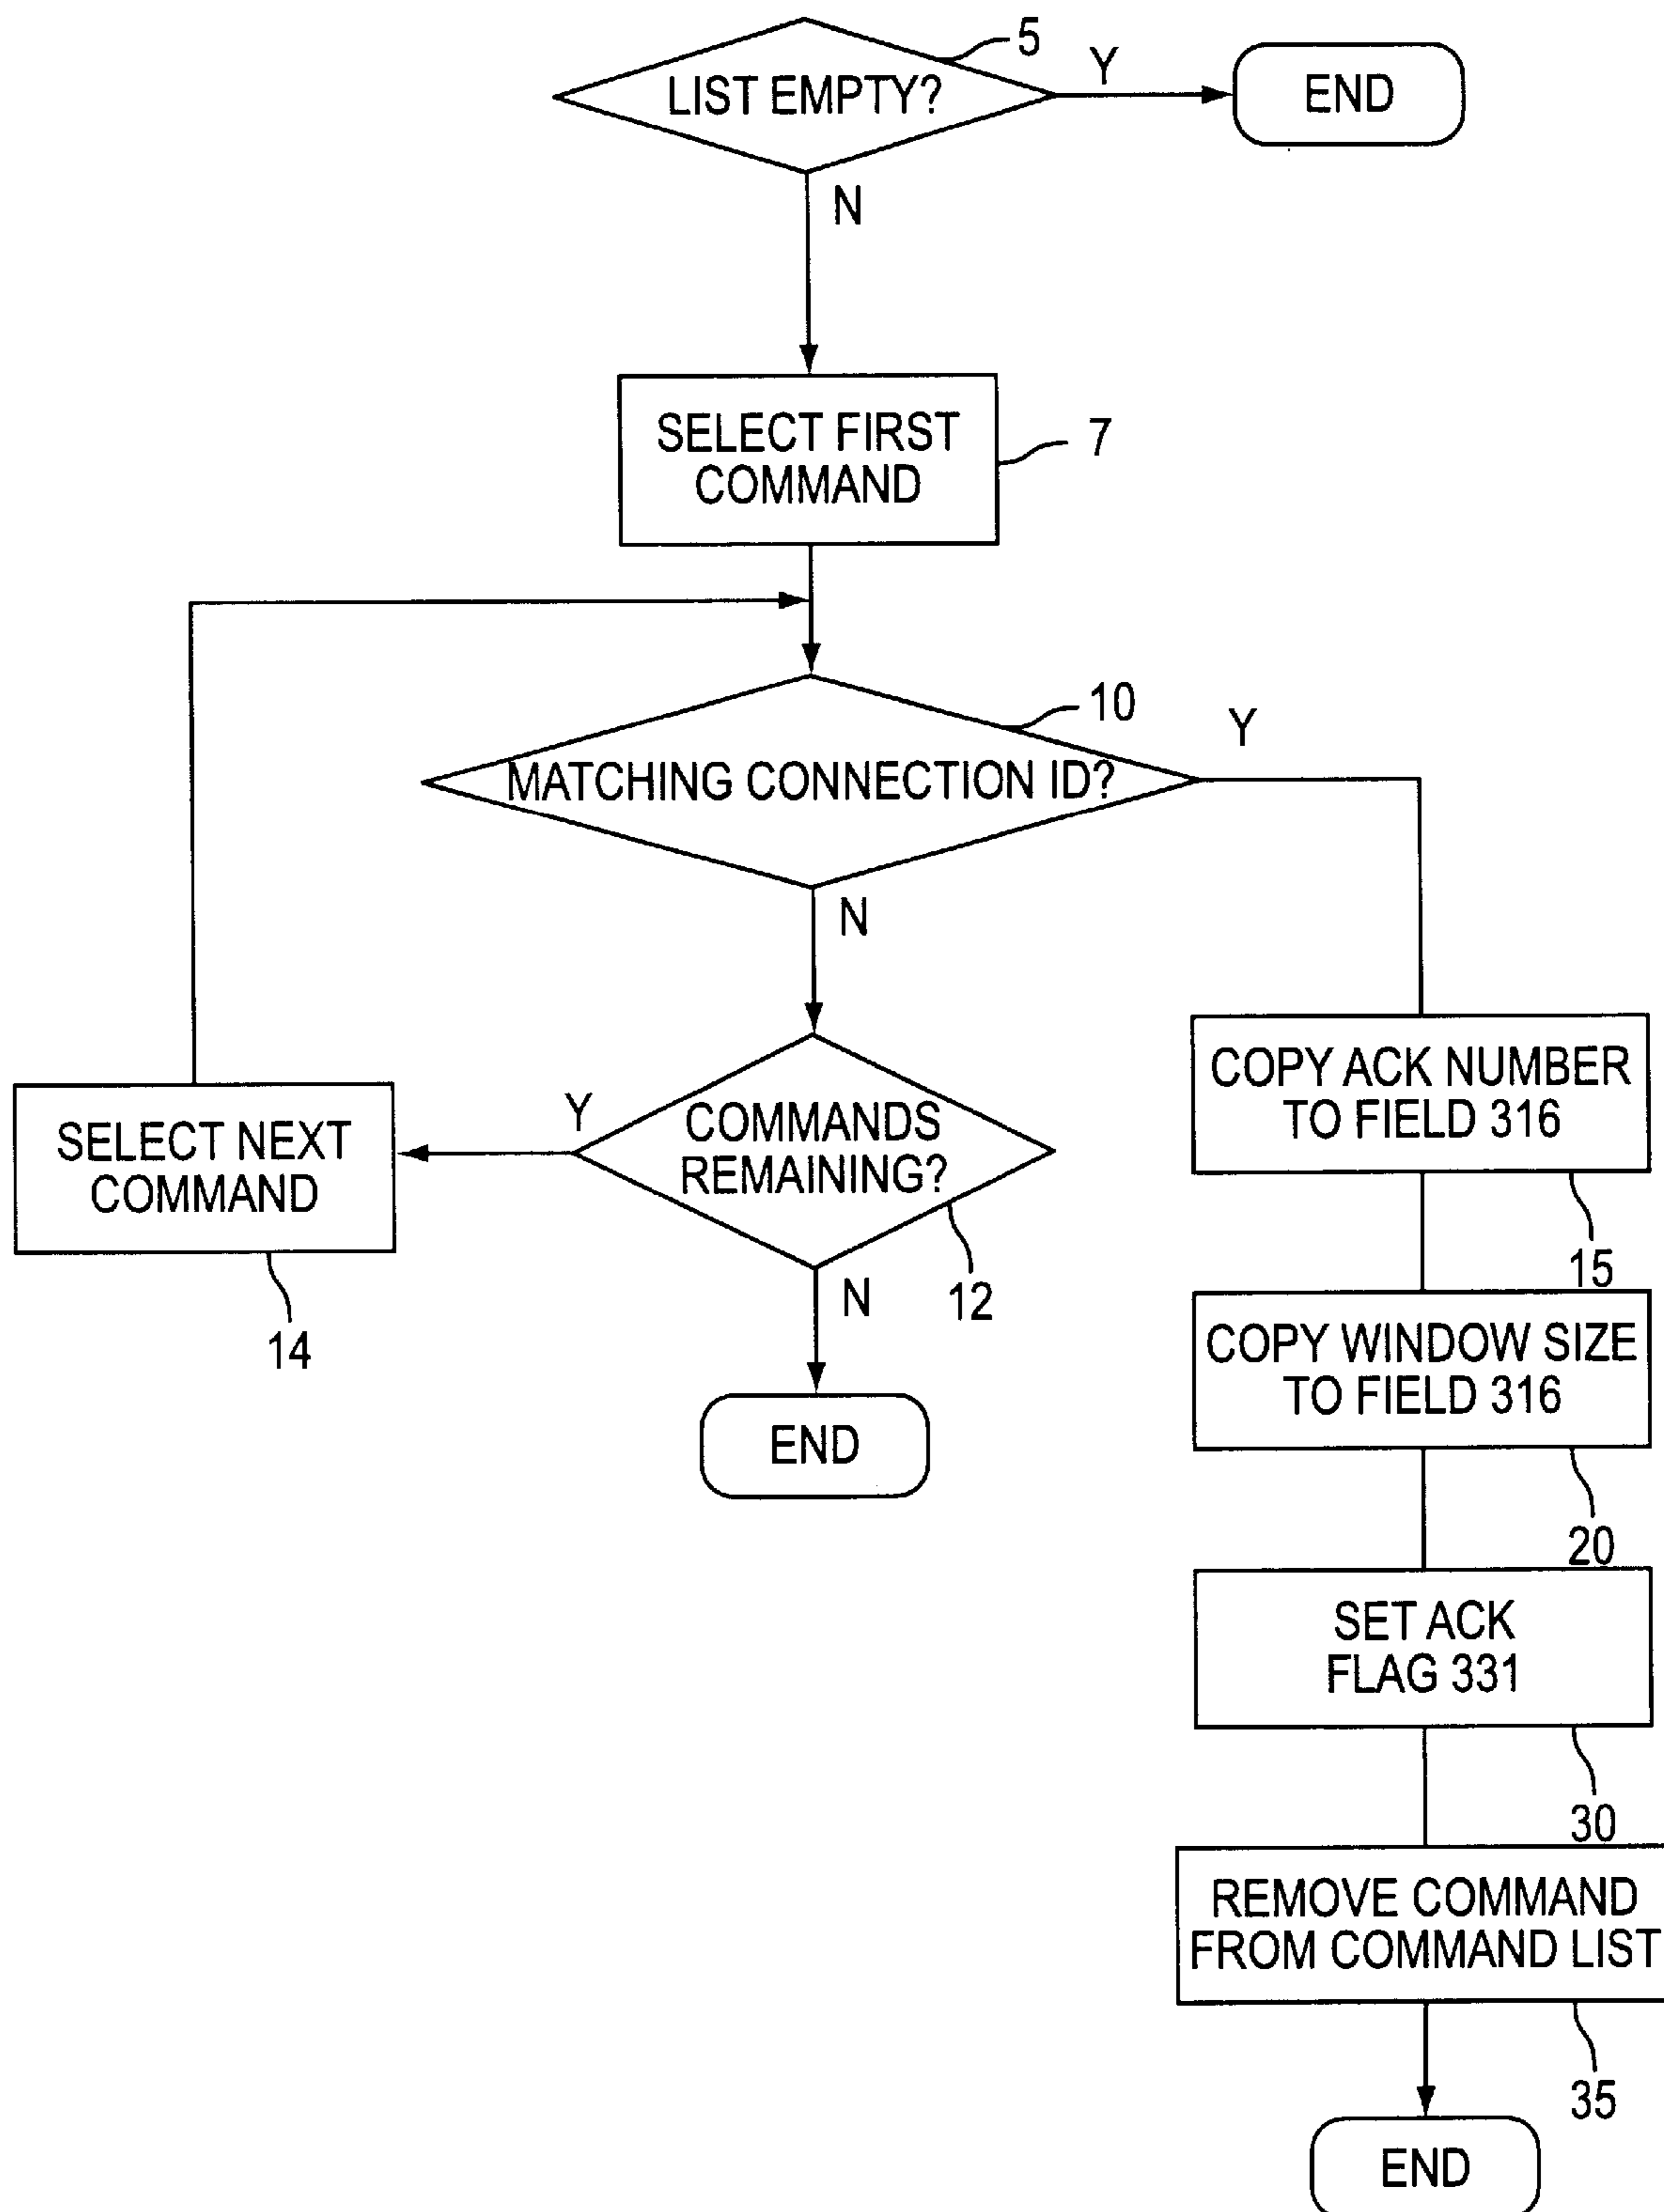 5
LIST EMPTY?
Y
END
N
SELECT FIRST
COMMAND
7
10
MATCHING CONNECTION ID?
Y
N
COMMANDS
REMAINING?
Y
12
SELECT NEXT
COMMAND
14
N
END
COPY ACK NUMBER
TO FIELD 316
15
COPY WINDOW SIZE
TO FIELD 316
20
SET ACK
FLAG 331
30
REMOVE COMMAND
FROM COMMAND LIST
35
END